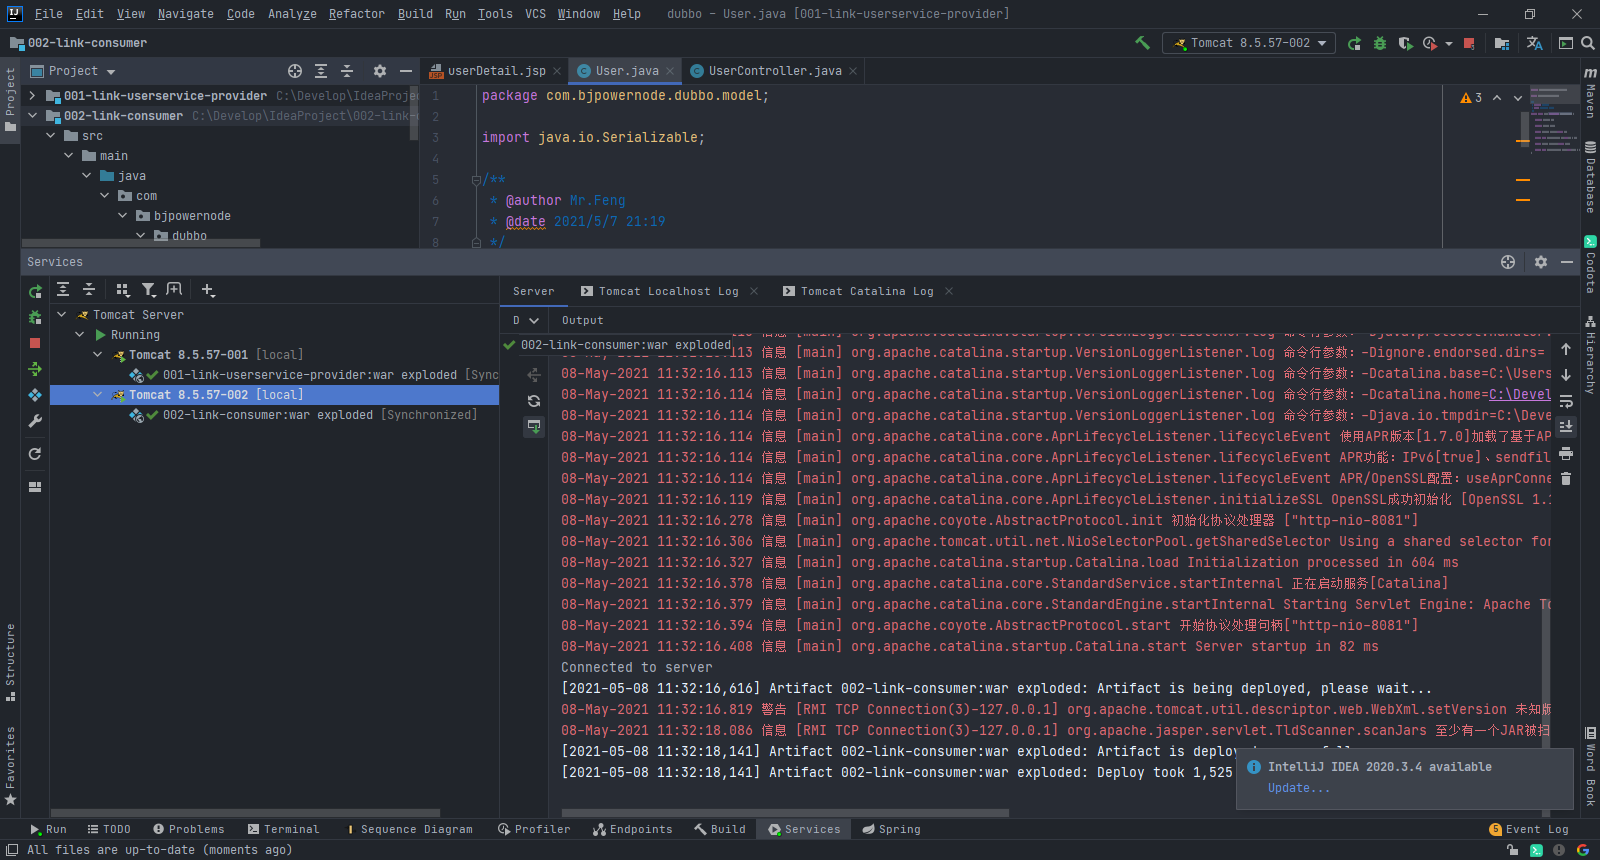 File Edit View Navigate Code Analyze Refactor Build Run Tools VCS Window Help dubbo – User.java [001-link-userservice-provider]
002-link-consumer
Tomcat 8.5.57-002
Project
userDetail.jsp
User.java
UserController.java
001-link-userservice-provider C:\Develop\IdeaProje
002-link-consumer C:\Develop\IdeaProject\002-link-
src
main
java
com
bjpowernode
dubbo
1 package com.bjpowernode.dubbo.model;
2
3 import java.io.Serializable;
4
5 /**
6 * @author Mr.Feng
7 * @date 2021/5/7 21:19
8 */
3
Services
Tomcat Server
Running
Tomcat 8.5.57-001 [local]
001-link-userservice-provider:war exploded [Sync
Tomcat 8.5.57-002 [local]
002-link-consumer:war exploded [Synchronized]
Server Tomcat Localhost Log Tomcat Catalina Log
D Output
002-link-consumer:war exploded
信息 [main] org.apache.catalina.startup.VersionLoggerListener.log 命令行参数: -Djava.protocol.handler.
113 信息 [main] org.apache.catalina.startup.VersionLoggerListener.log 命令行参数: -Dignore.endorsed.dirs=
08-May-2021 11:32:16.113 信息 [main] org.apache.catalina.startup.VersionLoggerListener.log 命令行参数: -Dcatalina.base=C:\Users
08-May-2021 11:32:16.114 信息 [main] org.apache.catalina.startup.VersionLoggerListener.log 命令行参数: -Dcatalina.home=C:\Devel
08-May-2021 11:32:16.114 信息 [main] org.apache.catalina.startup.VersionLoggerListener.log 命令行参数: -Djava.io.tmpdir=C:\Deve
08-May-2021 11:32:16.114 信息 [main] org.apache.catalina.core.AprLifecycleListener.lifecycleEvent 使用APR版本[1.7.0]加载了基于AP
08-May-2021 11:32:16.114 信息 [main] org.apache.catalina.core.AprLifecycleListener.lifecycleEvent APR功能: IPv6[true]、sendfil
08-May-2021 11:32:16.114 信息 [main] org.apache.catalina.core.AprLifecycleListener.lifecycleEvent APR/OpenSSL配置: useAprConne
08-May-2021 11:32:16.119 信息 [main] org.apache.catalina.core.AprLifecycleListener.initializeSSL OpenSSL成功初始化 [OpenSSL 1.1
08-May-2021 11:32:16.278 信息 [main] org.apache.coyote.AbstractProtocol.init 初始化协议处理器 ["http-nio-8081"]
08-May-2021 11:32:16.306 信息 [main] org.apache.tomcat.util.net.NioSelectorPool.getSharedSelector Using a shared selector for
08-May-2021 11:32:16.327 信息 [main] org.apache.catalina.startup.Catalina.load Initialization processed in 604 ms
08-May-2021 11:32:16.378 信息 [main] org.apache.catalina.core.StandardService.startInternal 正在启动服务[Catalina]
08-May-2021 11:32:16.379 信息 [main] org.apache.catalina.core.StandardEngine.startInternal Starting Servlet Engine: Apache To
08-May-2021 11:32:16.394 信息 [main] org.apache.coyote.AbstractProtocol.start 开始协议处理句柄["http-nio-8081"]
08-May-2021 11:32:16.408 信息 [main] org.apache.catalina.startup.Catalina.start Server startup in 82 ms
Connected to server
[2021-05-08 11:32:16,616] Artifact 002-link-consumer:war exploded: Artifact is being deployed, please wait...
08-May-2021 11:32:16.819 警告 [RMI TCP Connection(3)-127.0.0.1] org.apache.tomcat.util.descriptor.web.WebXml.setVersion 未知版
08-May-2021 11:32:18.086 信息 [RMI TCP Connection(3)-127.0.0.1] org.apache.jasper.servlet.TldScanner.scanJars 至少有一个JAR被扫
[2021-05-08 11:32:18,141] Artifact 002-link-consumer:war exploded: Artifact is deploy
[2021-05-08 11:32:18,141] Artifact 002-link-consumer:war exploded: Deploy took 1,525
IntelliJ IDEA 2020.3.4 available
Update...
Project
Structure
Favorites
Maven
Database
Codota
Hierarchy
Word Book
Run TODO Problems Terminal Sequence Diagram Profiler Endpoints Build Services Spring 5 Event Log
All files are up-to-date (moments ago)